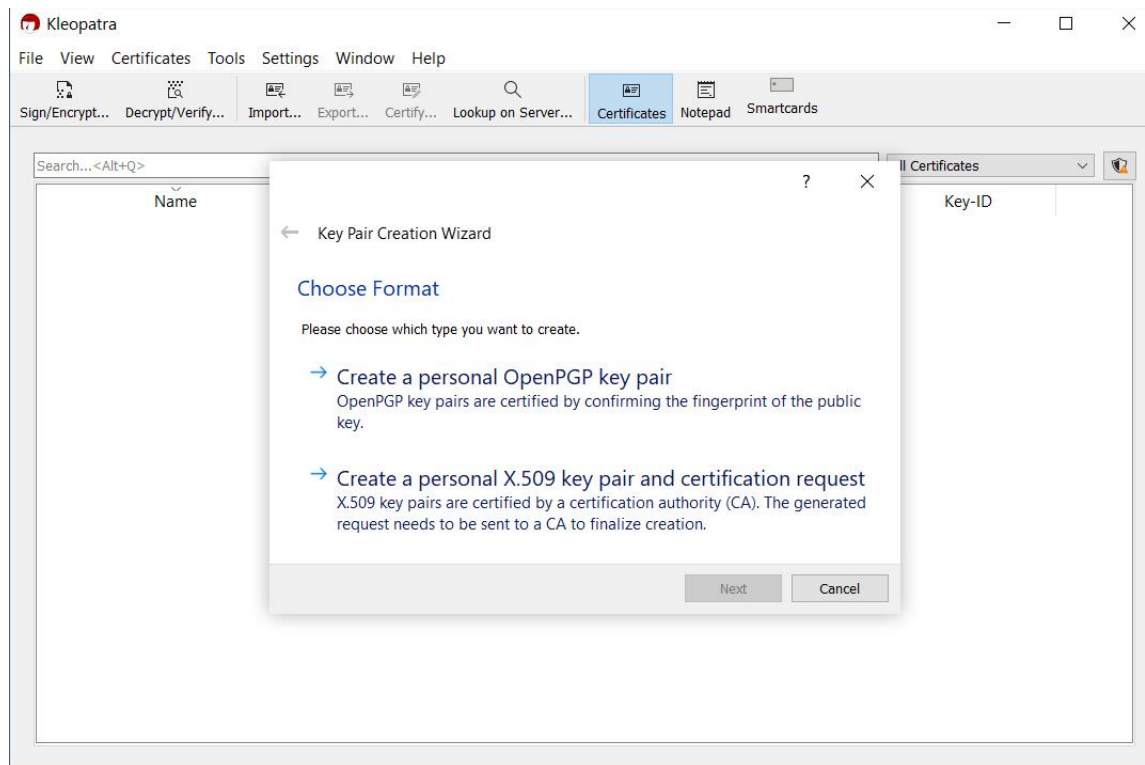 Kleopatra
File View Certificates Tools Settings Window Help
Sign/Encrypt... Decrypt/Verify... Import... Export... Certify... Lookup on Server... Certificates Notepad Smartcards
Search...<Alt+Q>
ll Certificates
Name
Key-ID
?
Key Pair Creation Wizard
Choose Format
Please choose which type you want to create.
Create a personal OpenPGP key pair
OpenPGP key pairs are certified by confirming the fingerprint of the public
key.
Create a personal X.509 key pair and certification request
X.509 key pairs are certified by a certification authority (CA). The generated
request needs to be sent to a CA to finalize creation.
Next Cancel